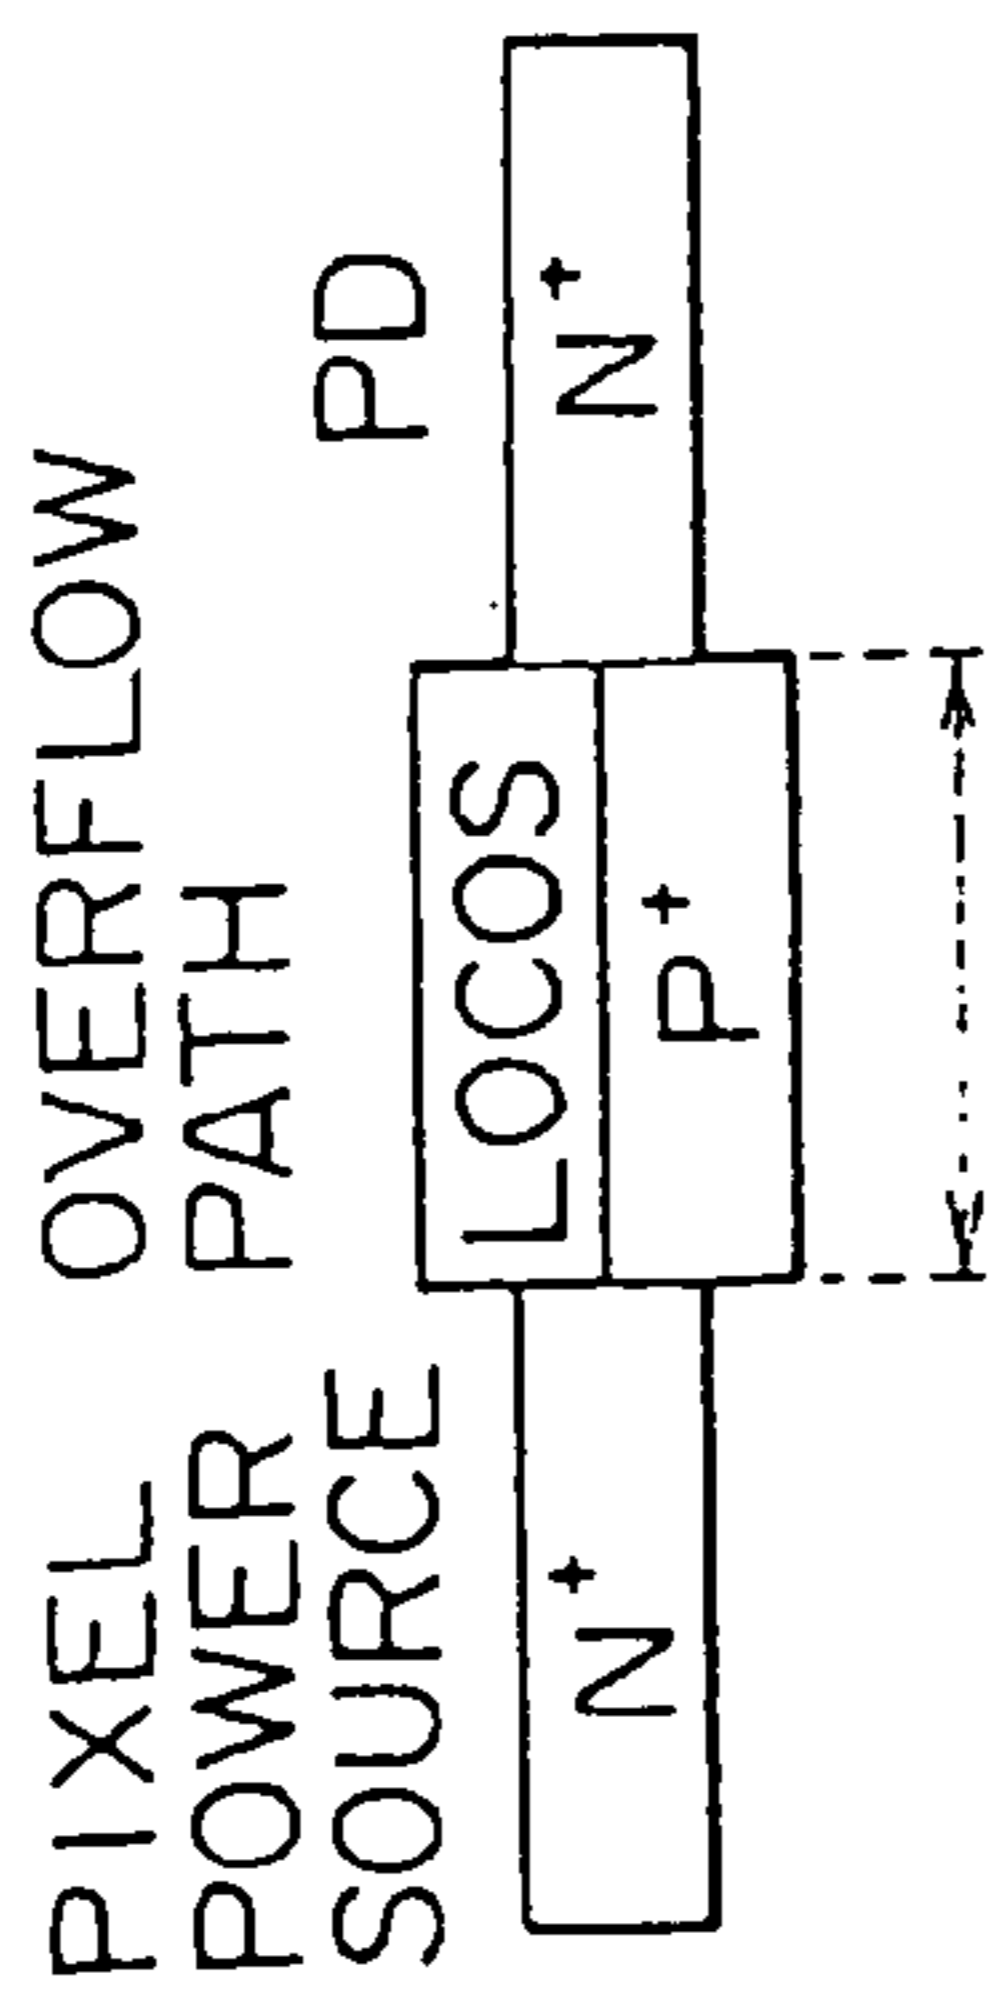 PIXEL
POWER
SOURCE
OVERFLOW
PATH
PD
N+
LOCOS
P+
N+